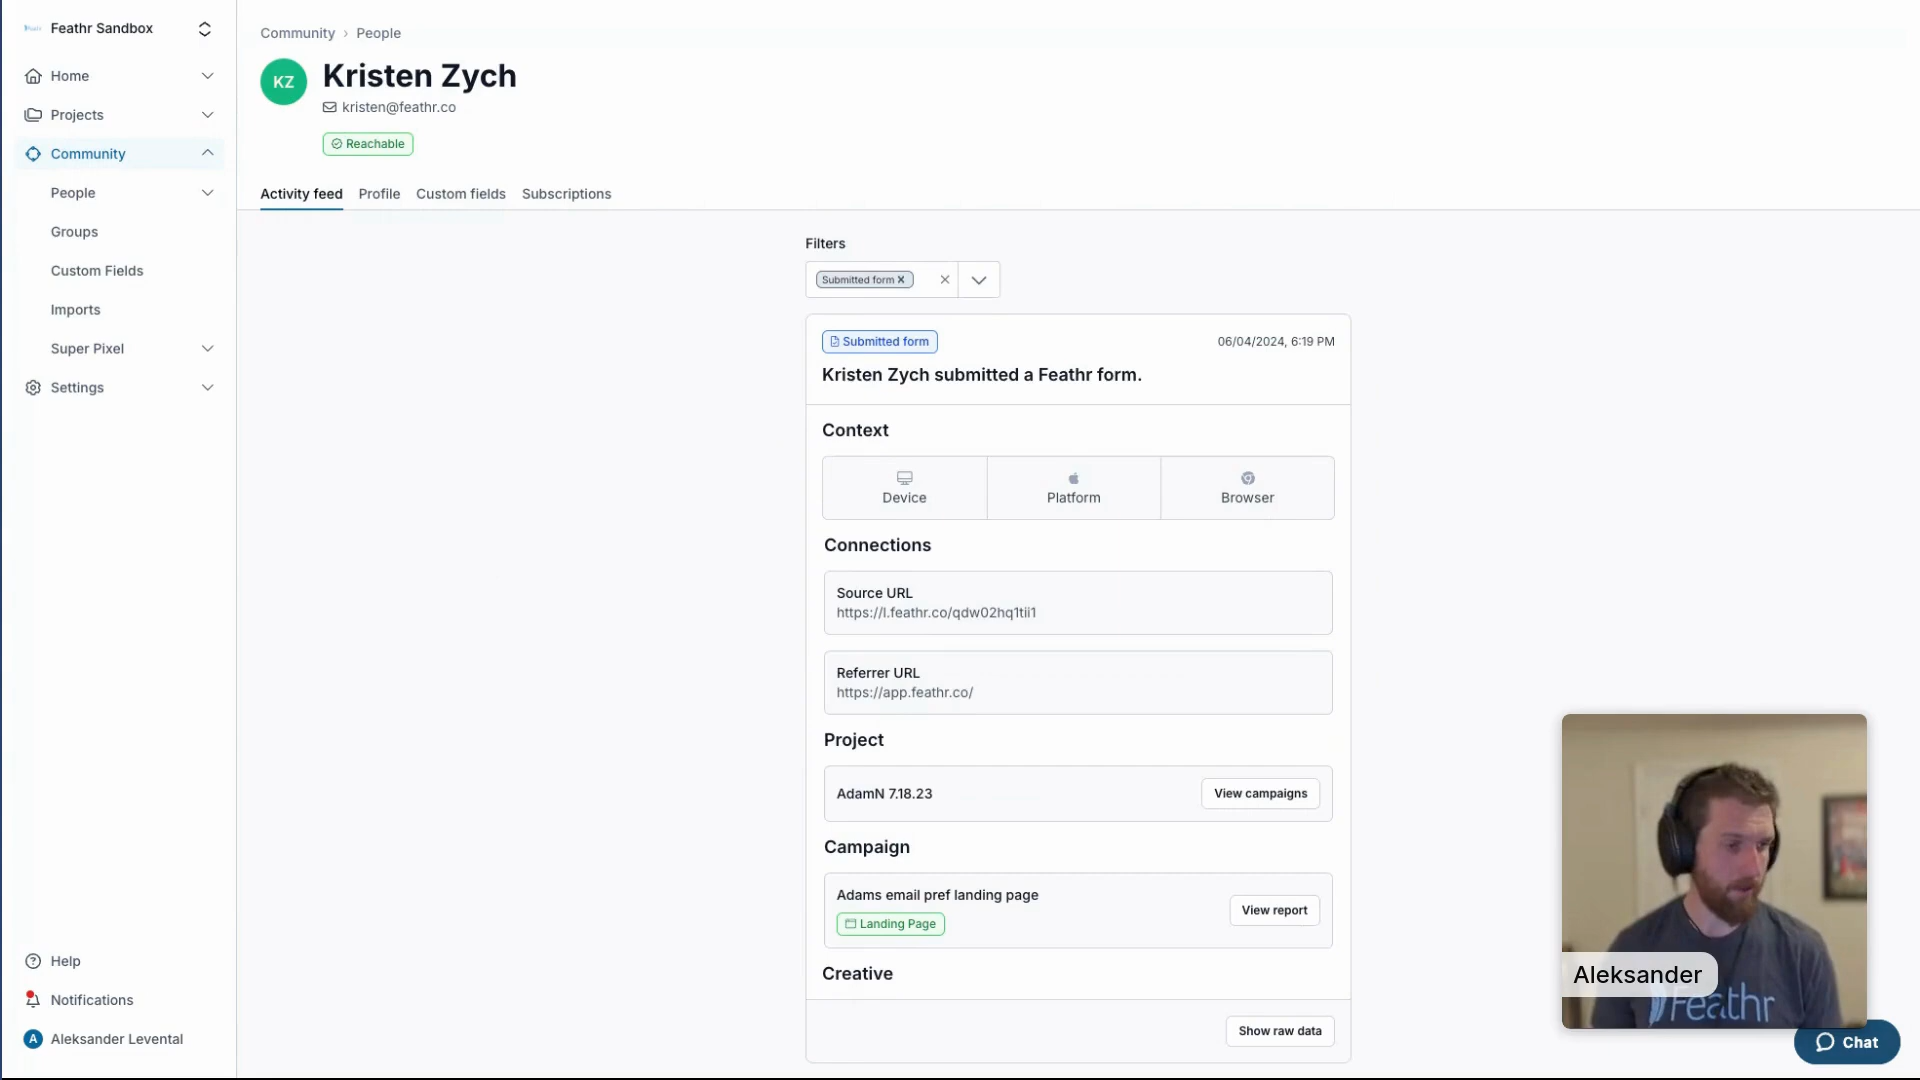 Feathr Sandbox
Home
Projects
Community
People
Groups
Custom Fields
Imports
Super Pixel
Settings
Help
Notifications
A Aleksander Levental
Community › People
KZ
Kristen Zych
kristen@feathr.co
Reachable
Activity feed Profile Custom fields Subscriptions
Filters
Submitted form
Submitted form 06/04/2024, 6:19 PM
Kristen Zych submitted a Feathr form.
Context
Device Platform Browser
Connections
Source URL
https://l.feathr.co/qdw02hq1tii1
Referrer URL
https://app.feathr.co/
Project
AdamN 7.18.23 View campaigns
Campaign
Adams email pref landing page
Landing Page
View report
Creative
Show raw data
Aleksander
Feathr
Chat